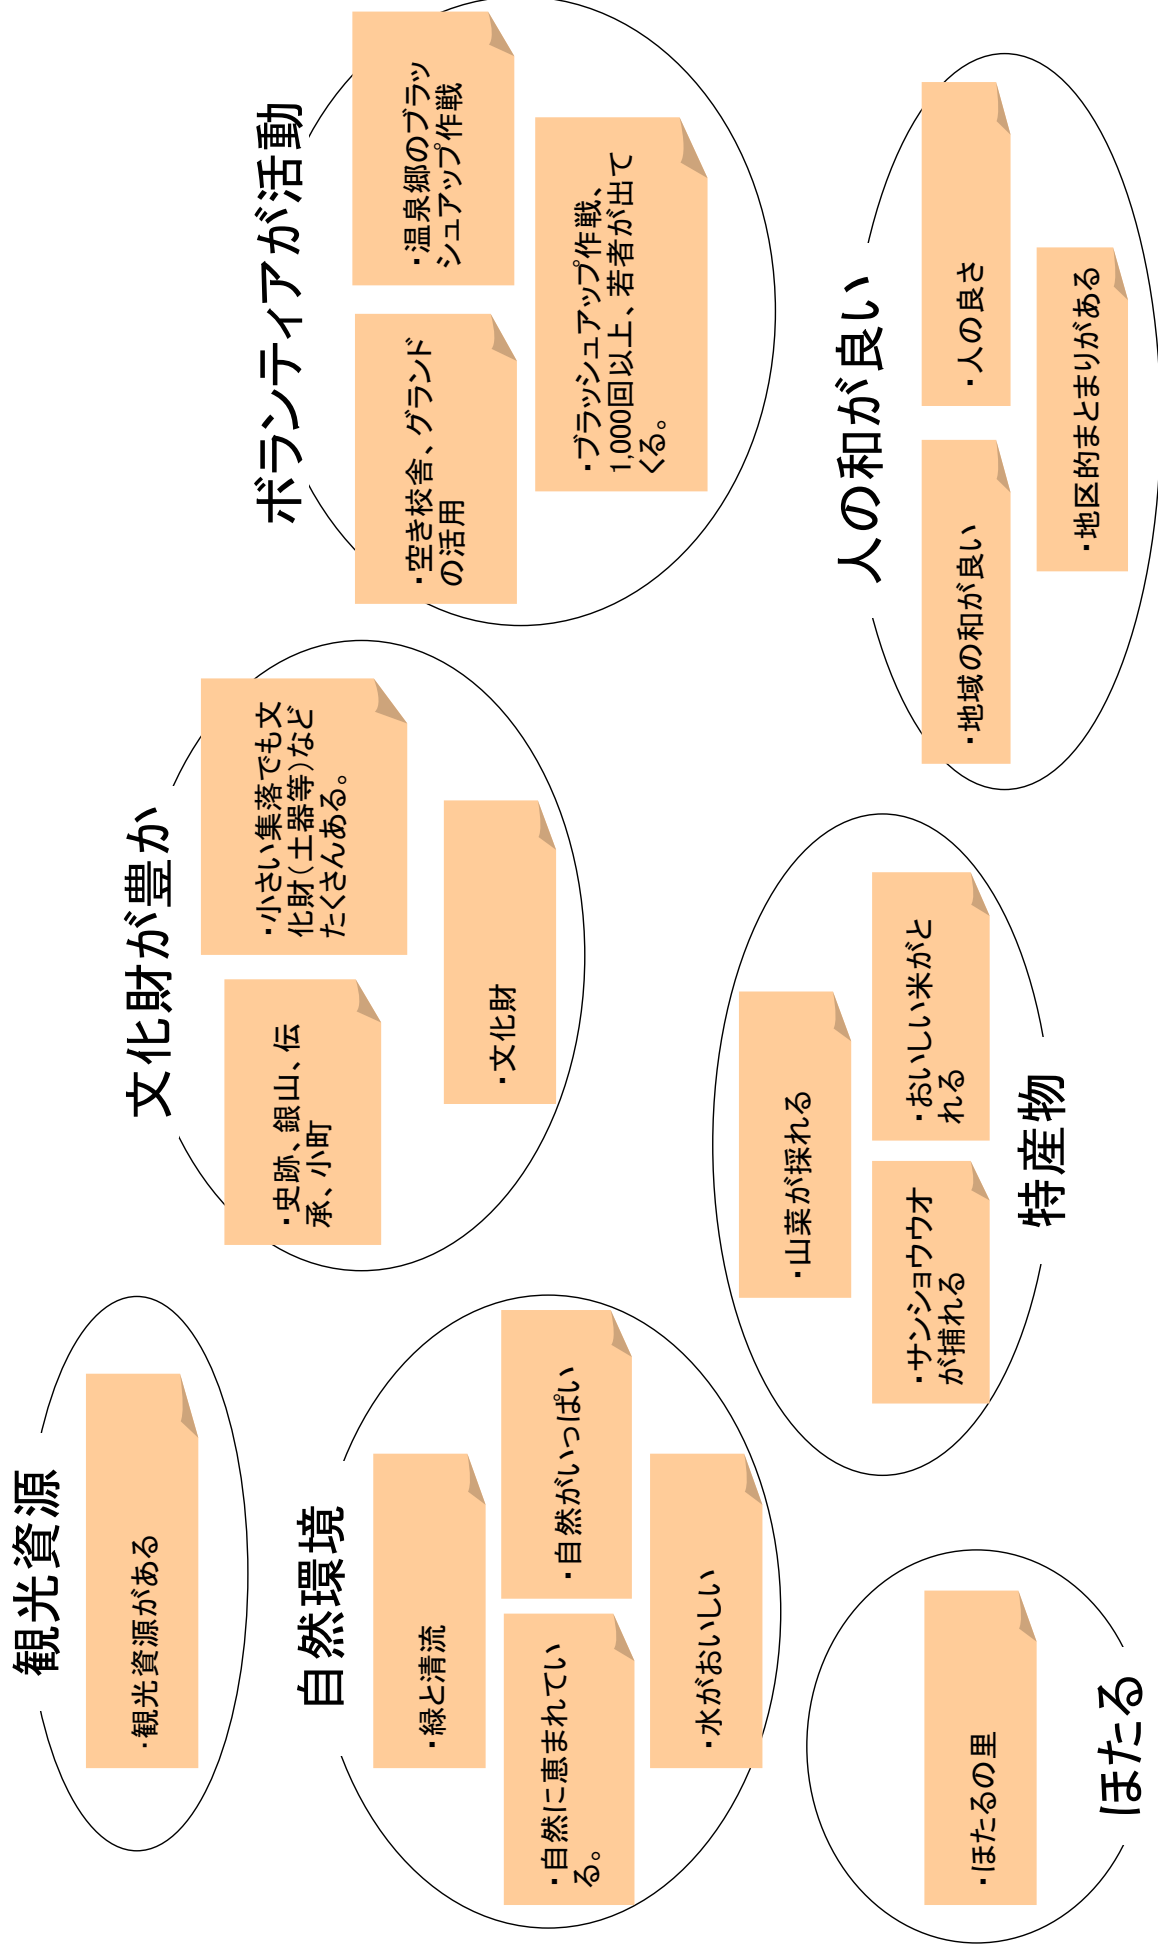 観光資源
・観光資源がある
文化財が豊か
・史跡、銀山、伝
承、小町
・小さい集落でも文
化財（土器等）など
たくさんある。
・文化財
ボランティアが活動
・空き校舎、グランド
の活用
・温泉郷のブラッ
シュアップ作戦
・ブラッシュアップ作戦、
1,000回以上、若者が出て
くる。
自然環境
・緑と清流
・自然に恵まれてい
る。
・自然がいっぱい
・水がおいしい
・山菜が採れる
・サンショウウオ
が捕れる
・おいしい米がと
れる
特産物
人の和が良い
・地域の和が良い
・人の良さ
・地区的まとまりがある
・ほたるの里
ほたる